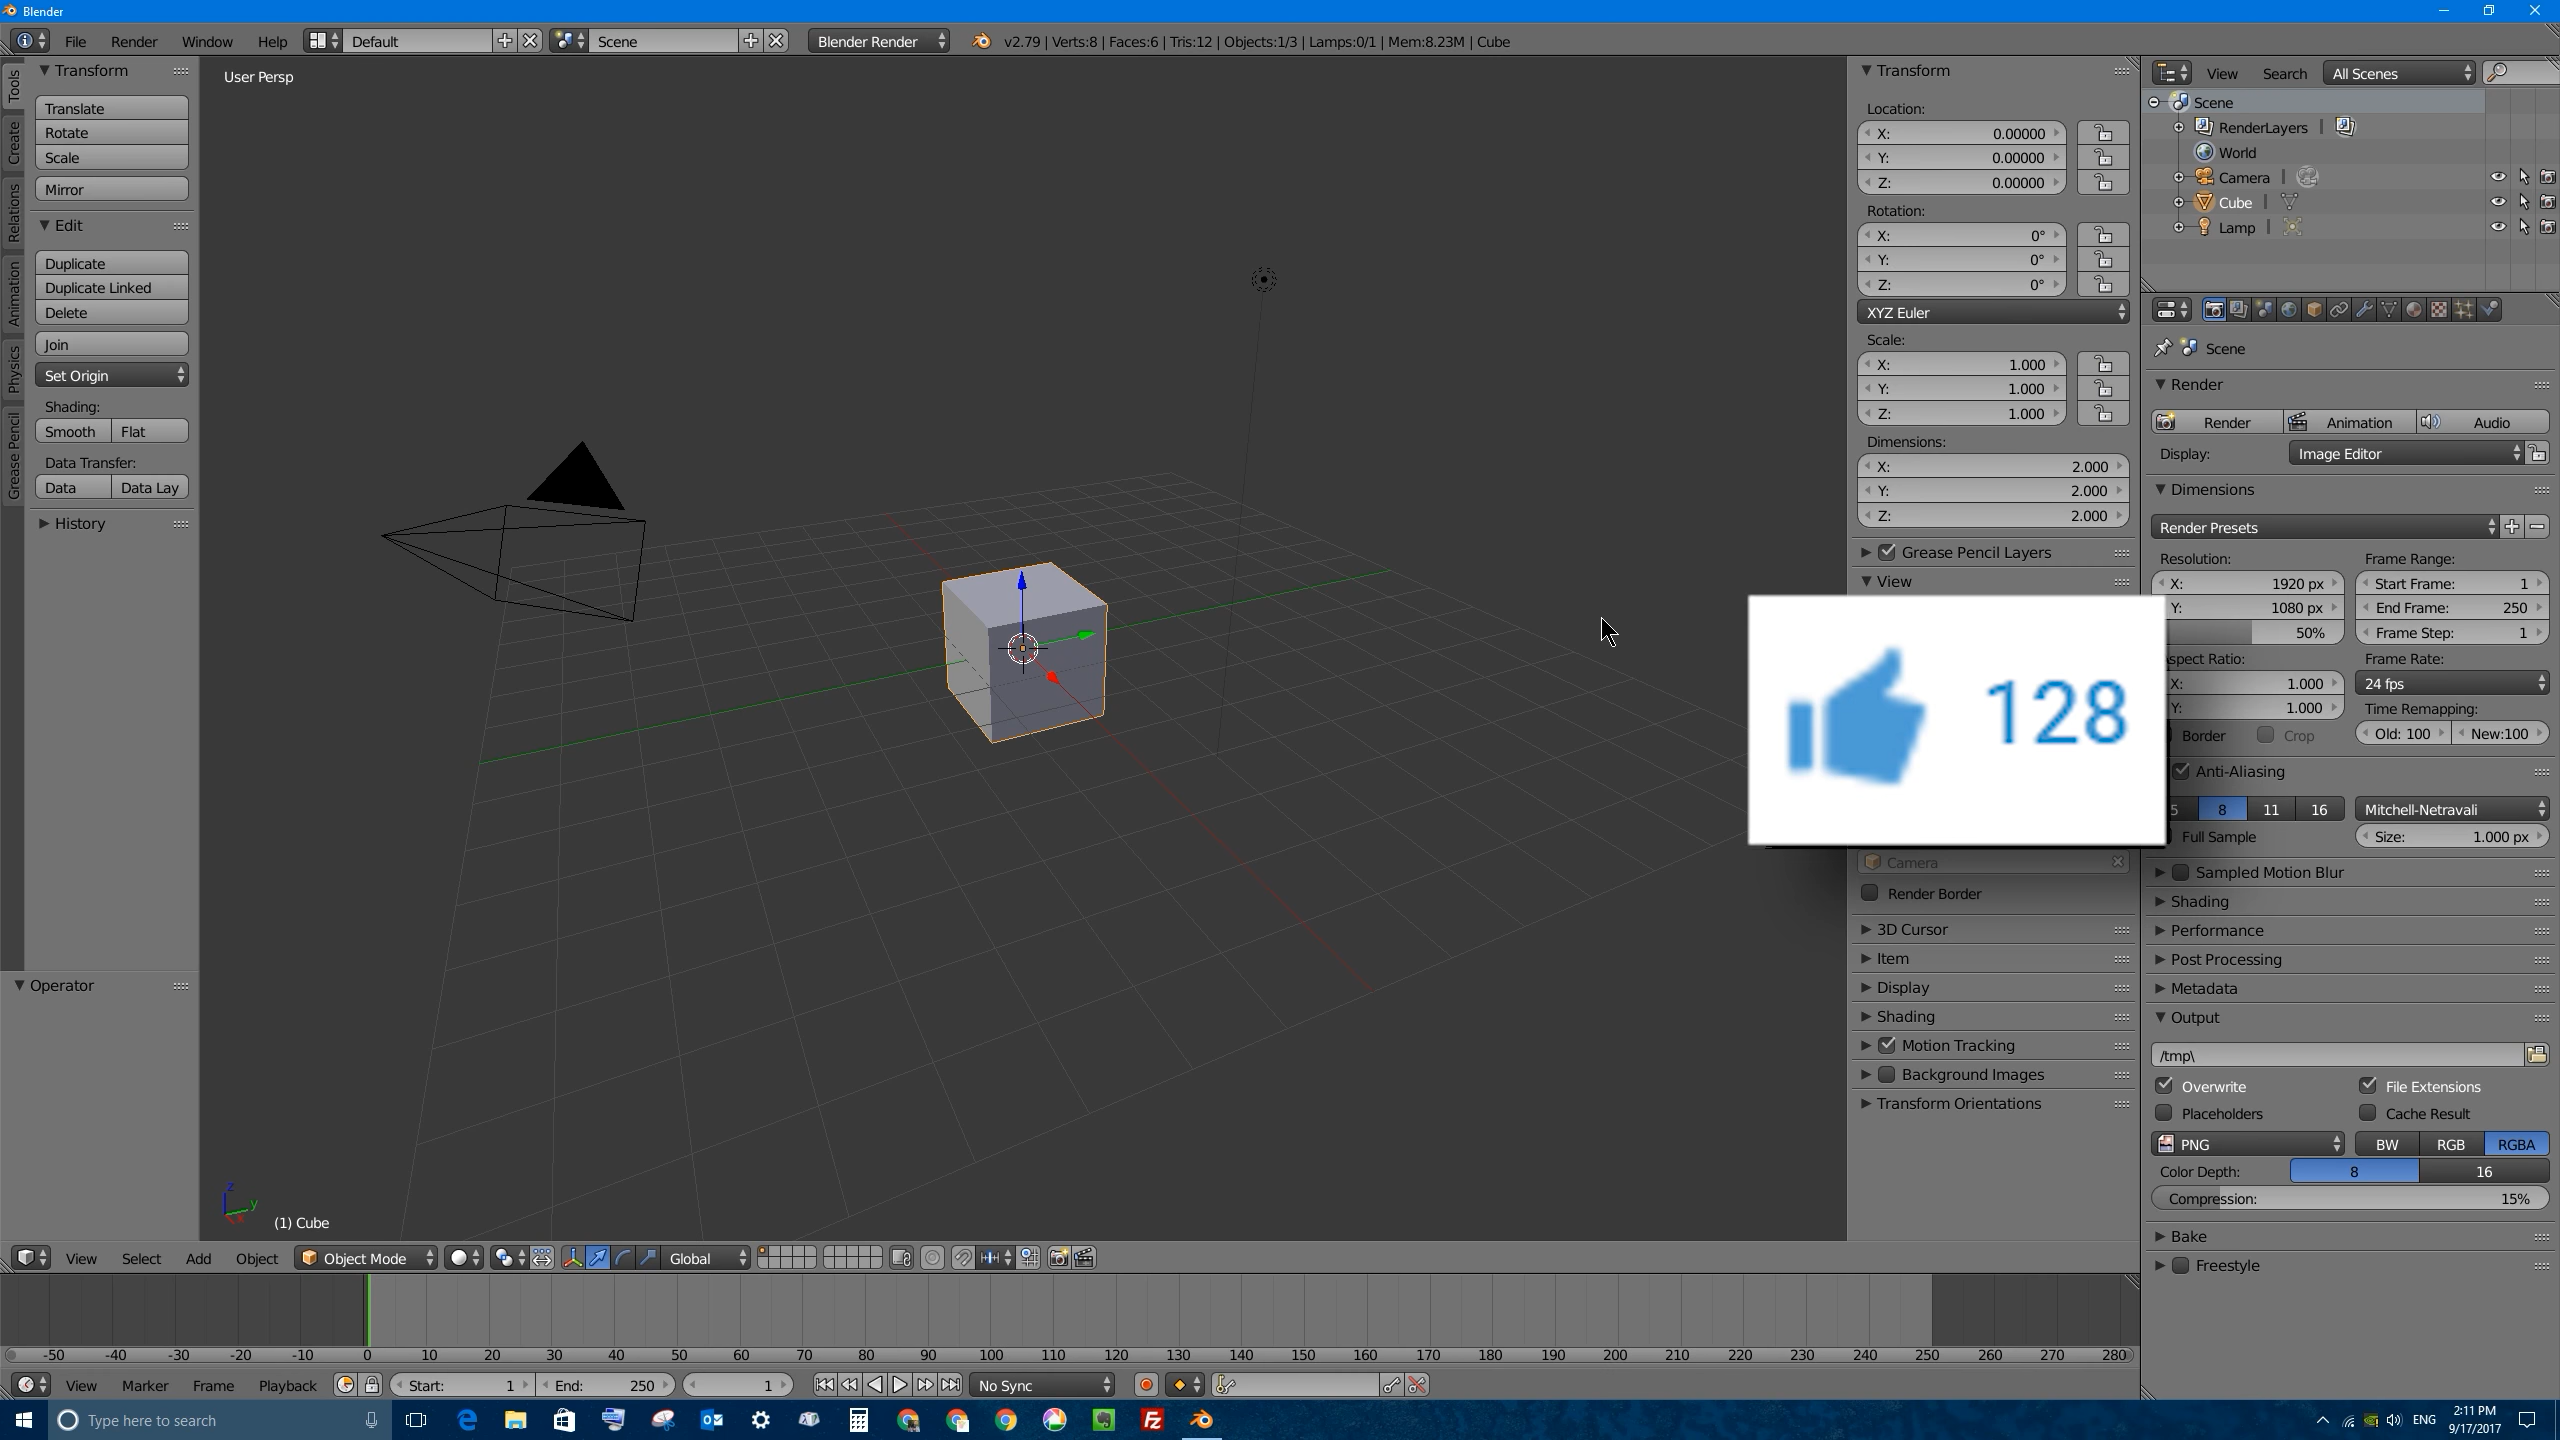 Blender
File Render Window Help Default Scene Blender Render v2.79 | Verts:8 | Faces:6 | Tris:12 | Objects:1/3 | Lamps:0/1 | Mem:8.23M | Cube
Tools
Create
Relations
Animation
Physics
Grease Pencil
Transform
Translate
Rotate
Scale
Mirror
Edit
Duplicate
Duplicate Linked
Delete
Join
Set Origin
Shading:
Smooth Flat
Data Transfer:
Data Data Lay
History
Operator
User Persp
(1) Cube
z
y
x
Transform
Location:
X: 0.00000
Y: 0.00000
Z: 0.00000
Rotation:
X: 0°
Y: 0°
Z: 0°
XYZ Euler
Scale:
X: 1.000
Y: 1.000
Z: 1.000
Dimensions:
X: 2.000
Y: 2.000
Z: 2.000
Grease Pencil Layers
View
128
Camera
Render Border
3D Cursor
Item
Display
Shading
Motion Tracking
Background Images
Transform Orientations
View Search All Scenes
Scene
RenderLayers |
World
Camera |
Cube |
Lamp |
Scene
Render
Render Animation Audio
Display: Image Editor
Dimensions
Render Presets
Resolution: Frame Range:
X: 1920 px Start Frame: 1
Y: 1080 px End Frame: 250
50% Frame Step: 1
spect Ratio: Frame Rate:
X: 1.000 24 fps
Y: 1.000 Time Remapping:
Border Crop Old: 100 New:100
Anti-Aliasing
5 8 11 16 Mitchell-Netravali
Full Sample Size: 1.000 px
Sampled Motion Blur
Shading
Performance
Post Processing
Metadata
Output
/tmp\
Overwrite File Extensions
Placeholders Cache Result
PNG BW RGB RGBA
Color Depth: 8 16
Compression: 15%
Bake
Freestyle
View Select Add Object Object Mode Global
-50 -40 -30 -20 -10 0 10 20 30 40 50 60 70 80 90 100 110 120 130 140 150 160 170 180 190 200 210 220 230 240 250 260 270 280
View Marker Frame Playback Start: 1 End: 250 1 No Sync
Type here to search ENG 2:11 PM
9/17/2017